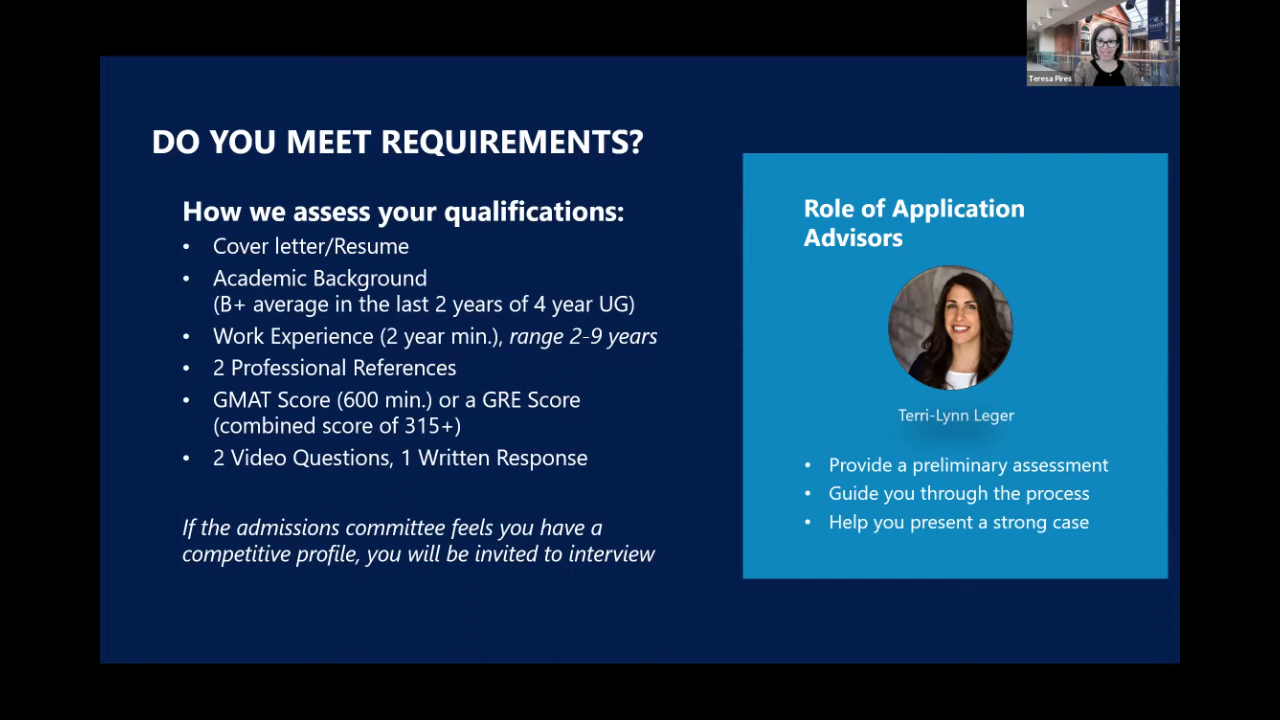 Teresa Pires
DO YOU MEET REQUIREMENTS?
How we assess your qualifications:
• Cover letter/Resume
• Academic Background
(B+ average in the last 2 years of 4 year UG)
• Work Experience (2 year min.), range 2-9 years
• 2 Professional References
• GMAT Score (600 min.) or a GRE Score
(combined score of 315+)
• 2 Video Questions, 1 Written Response
If the admissions committee feels you have a
competitive profile, you will be invited to interview
Role of Application
Advisors
Terri-Lynn Leger
• Provide a preliminary assessment
• Guide you through the process
• Help you present a strong case